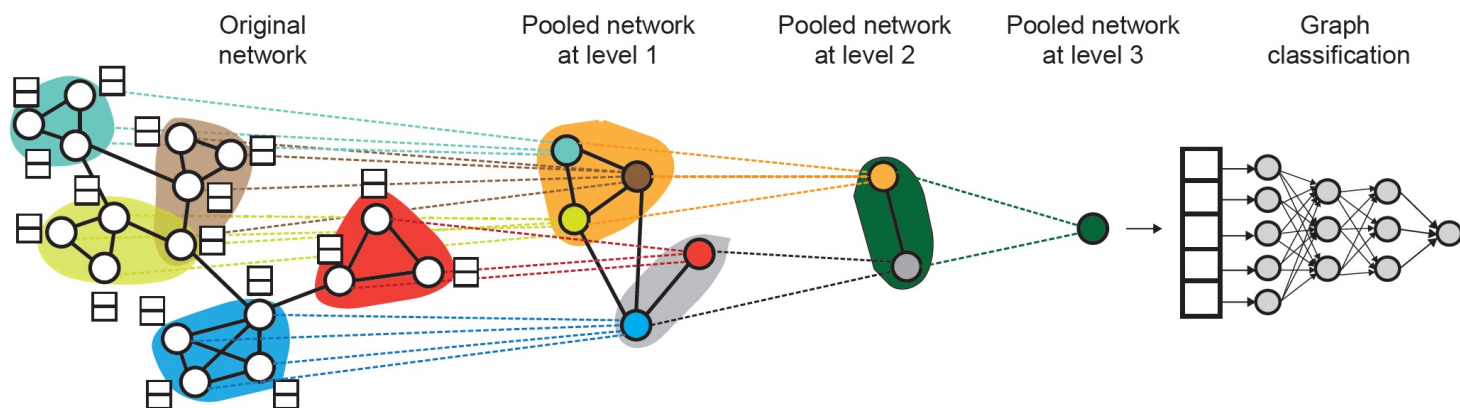 Original
network
Pooled network
at level 1
Pooled network
at level 2
Pooled network
at level 3
Graph
classification